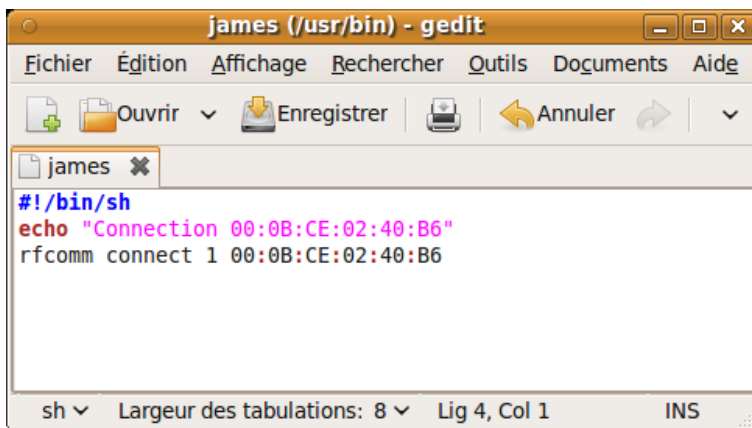 james (/usr/bin) - gedit
Fichier Édition Affichage Rechercher Outils Documents Aide
Ouvrir Enregistrer Annuler
james
#!/bin/sh
echo "Connection 00:0B:CE:02:40:B6"
rfcomm connect 1 00:0B:CE:02:40:B6
sh Largeur des tabulations: 8 Lig 4, Col 1 INS